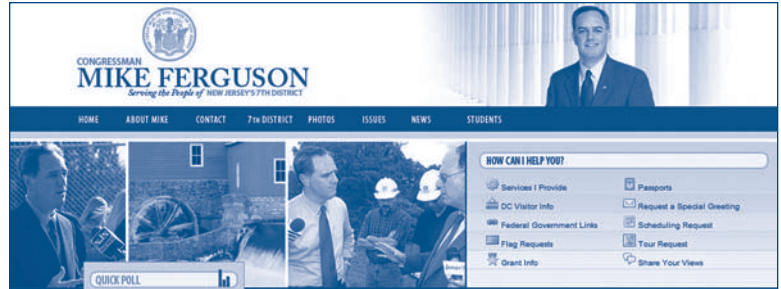 CONGRESSMAN
MIKE FERGUSON
Serving the People of NEW JERSEY'S 7TH DISTRICT
HOME ABOUT MIKE CONTACT 7TH DISTRICT PHOTOS ISSUES NEWS STUDENTS
HOW CAN I HELP YOU?
Services I Provide
DC Visitor Info
Federal Government Links
Flag Requests
Grant Info
Passports
Request a Special Greeting
Scheduling Request
Tour Request
Share Your Views
QUICK POLL